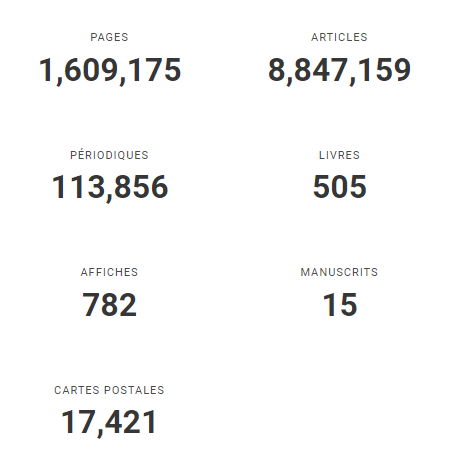 PAGES
1,609,175
ARTICLES
8,847,159
PÉRIODIQUES
113,856
LIVRES
505
AFFICHES
782
MANUSCRITS
15
CARTES POSTALES
17,421